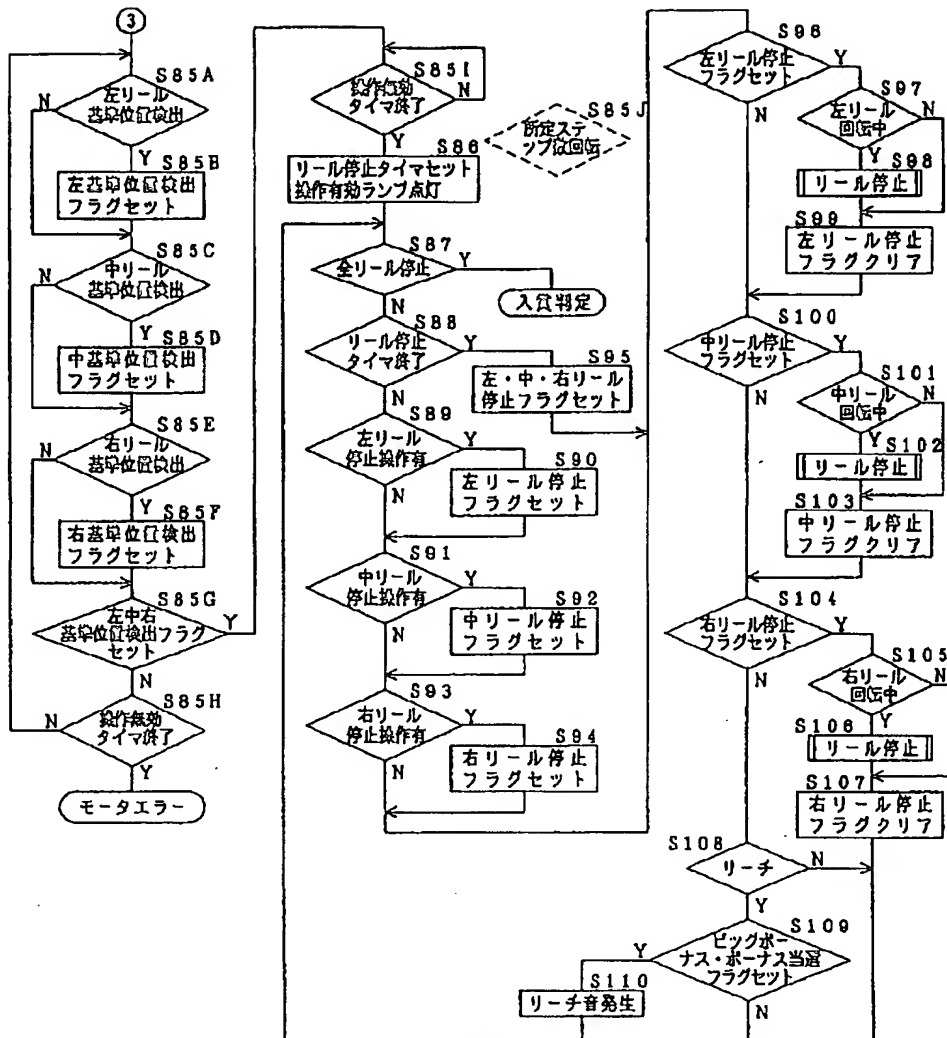 3
S85A
左リール
基準位置検出
N
Y
S85B
左基準位置検出
フラグセット
S85C
中リール
基準位置検出
N
Y
S85D
中基準位置検出
フラグセット
S85E
右リール
基準位置検出
N
Y
S85F
右基準位置検出
フラグセット
S85G
左中右
基準位置検出フラグ
セット
Y
N
S85H
操作無効
タイマ終了
N
Y
モータエラー
S85I
操作無効
タイマ終了
N
Y
S85J
所定ステ
ップ数回転
S86
リール停止タイマセット
操作有効ランプ点灯
S87
全リール停止
Y
N
入賞判定
S88
リール停止
タイマ終了
Y
N
S95
左・中・右リール
停止フラグセット
S89
左リール
停止操作有
Y
N
S90
左リール停止
フラグセット
S91
中リール
停止操作有
Y
N
S92
中リール停止
フラグセット
S93
右リール
停止操作有
Y
N
S94
右リール停止
フラグセット
S96
左リール停止
フラグセット
Y
N
S97
左リール
回転中
N
Y
S98
リール停止
S99
左リール停止
フラグクリア
S100
中リール停止
フラグセット
Y
N
S101
中リール
回転中
N
Y
S102
リール停止
S103
中リール停止
フラグクリア
S104
右リール停止
フラグセット
Y
N
S105
右リール
回転中
N
Y
S106
リール停止
S107
右リール停止
フラグクリア
S108
リーチ
N
Y
S109
ビッグボー
ナス・ボーナス当選
フラグセット
Y
N
S110
リーチ音発生